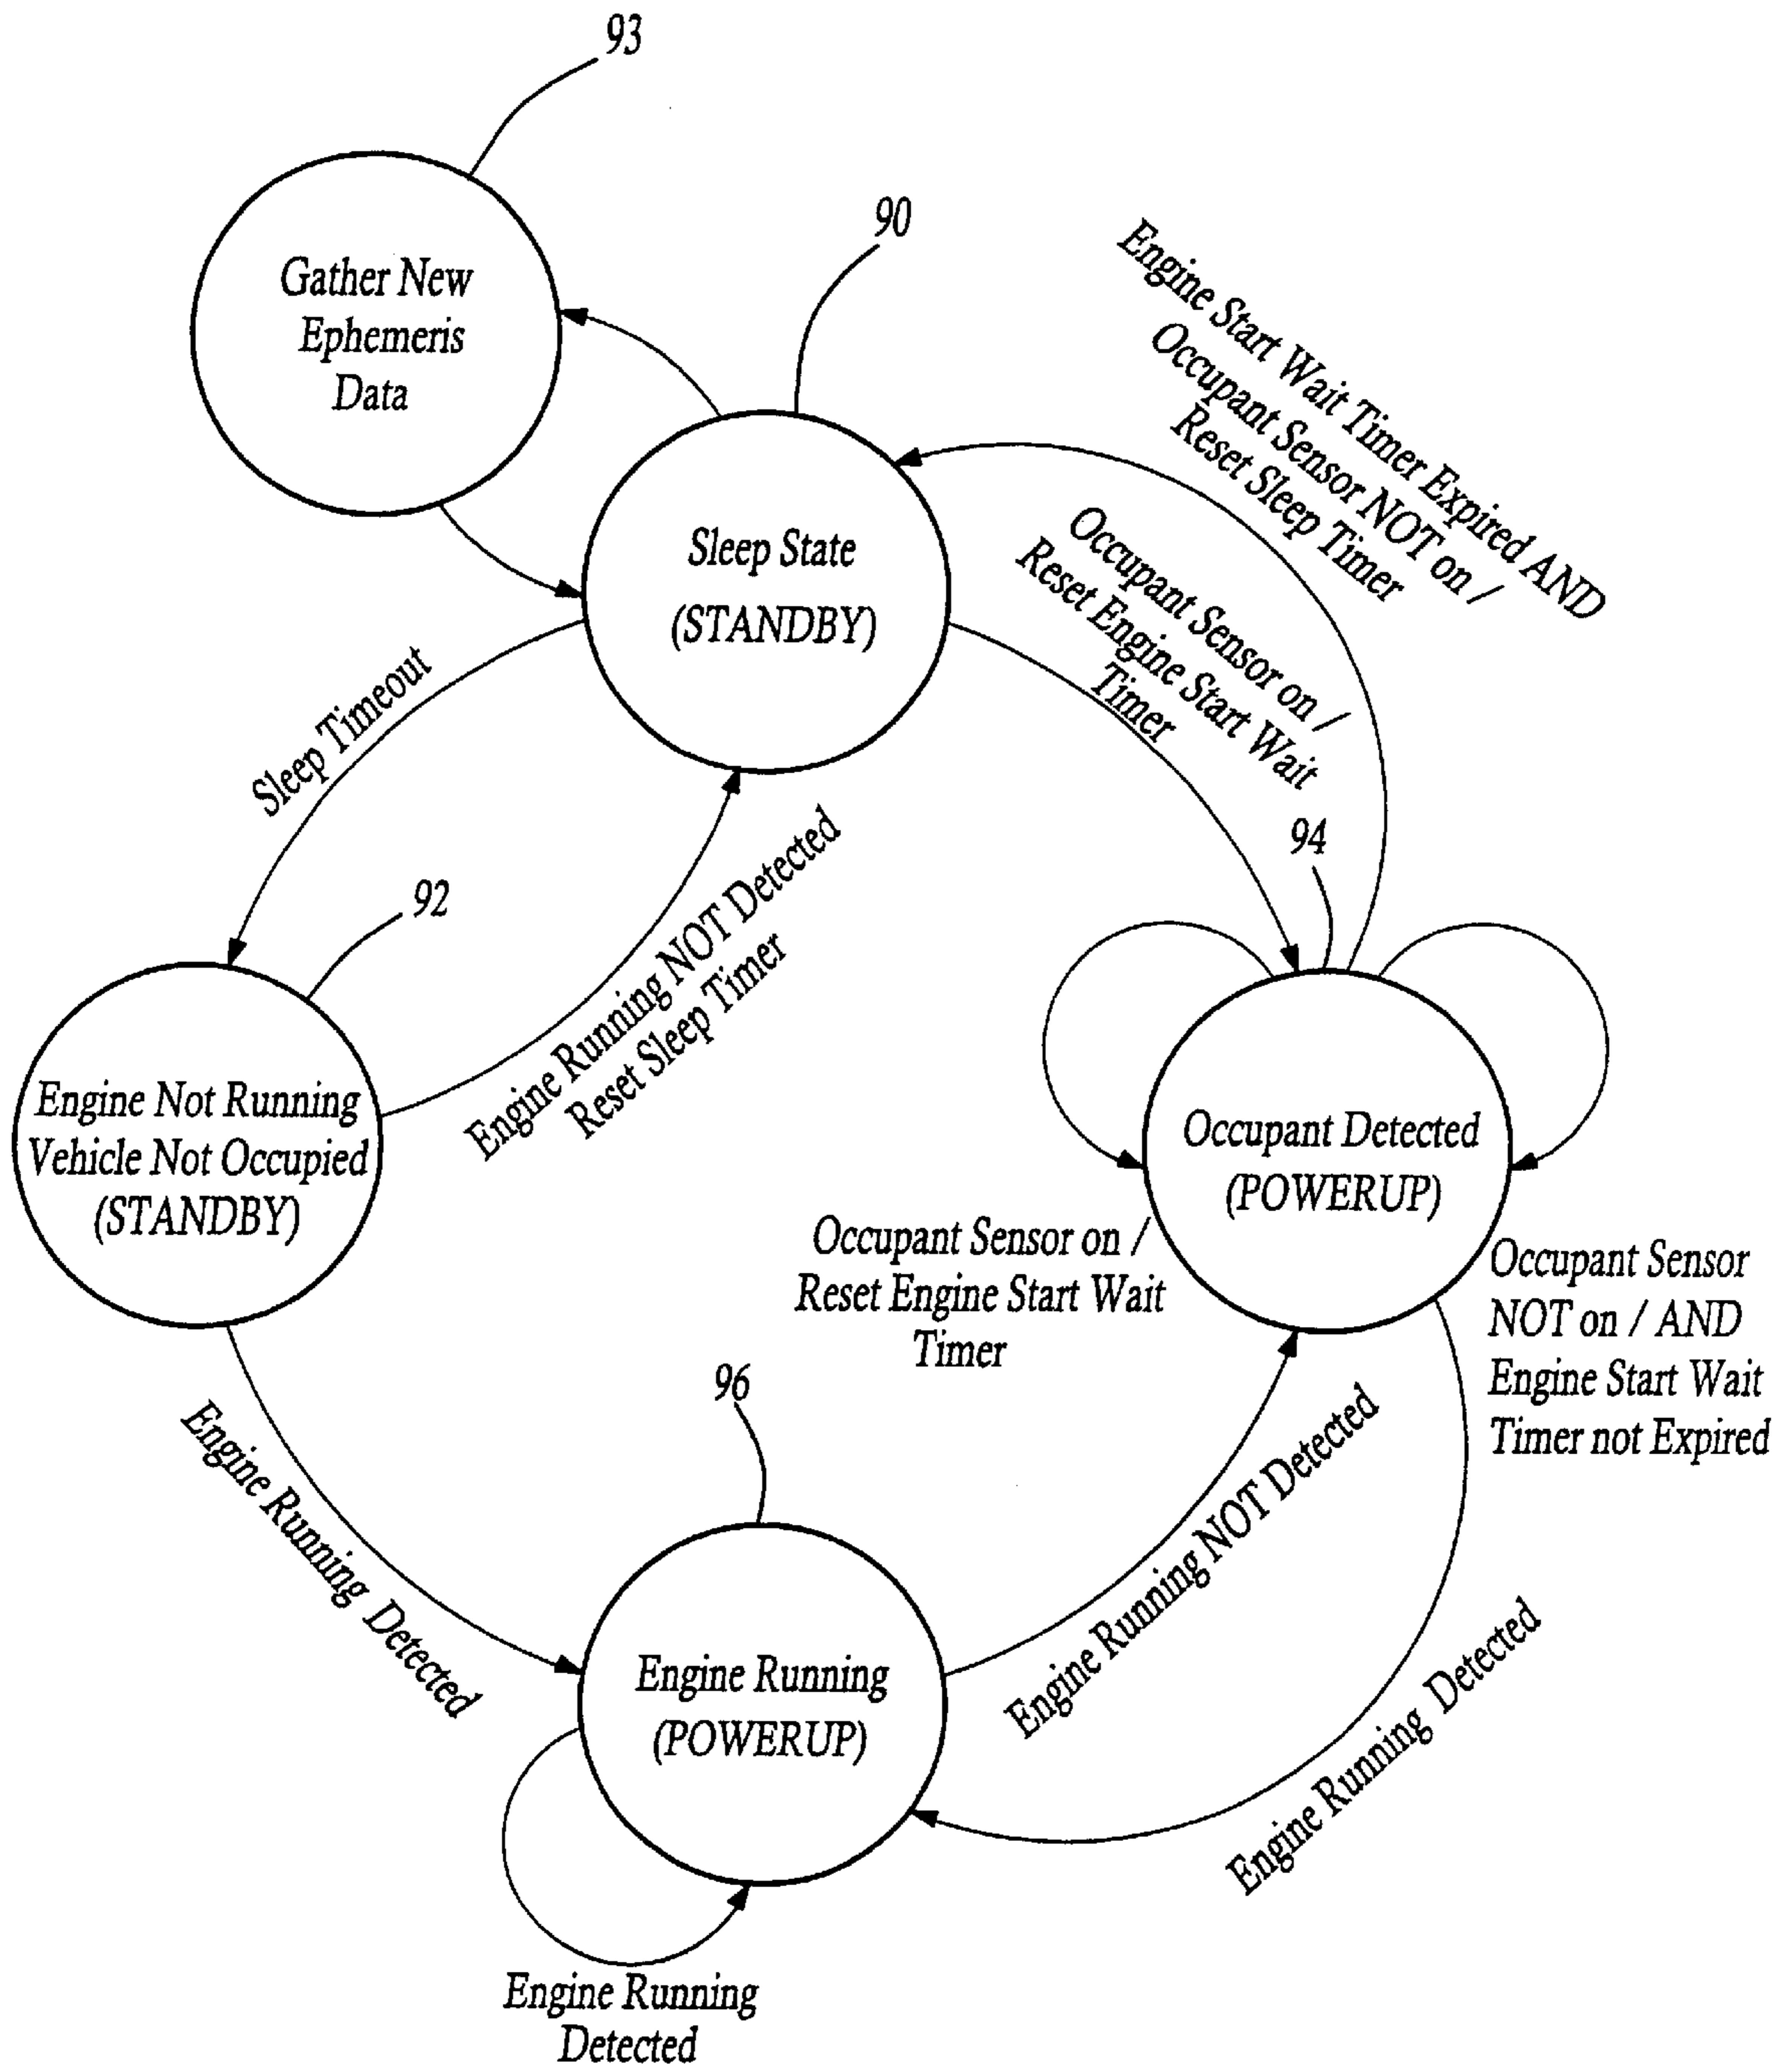 93
90
Gather New
Ephemeris
Data
Engine Start Wait Timer Expired AND
Occupant Sensor NOT on /
Reset Sleep Timer
Sleep State
(STANDBY)
Occupant Sensor on /
Reset Engine Start Wait
Timer
Sleep Timeout
94
92
Engine Running NOT Detected
Reset Sleep Timer
Engine Not Running
Vehicle Not Occupied
(STANDBY)
Occupant Detected
(POWERUP)
Occupant Sensor on /
Reset Engine Start Wait
Timer
Occupant Sensor
NOT on / AND
Engine Start Wait
Timer not Expired
96
Engine Running Detected
Engine Running NOT Detected
Engine Running
(POWERUP)
Engine Running Detected
Engine Running
Detected